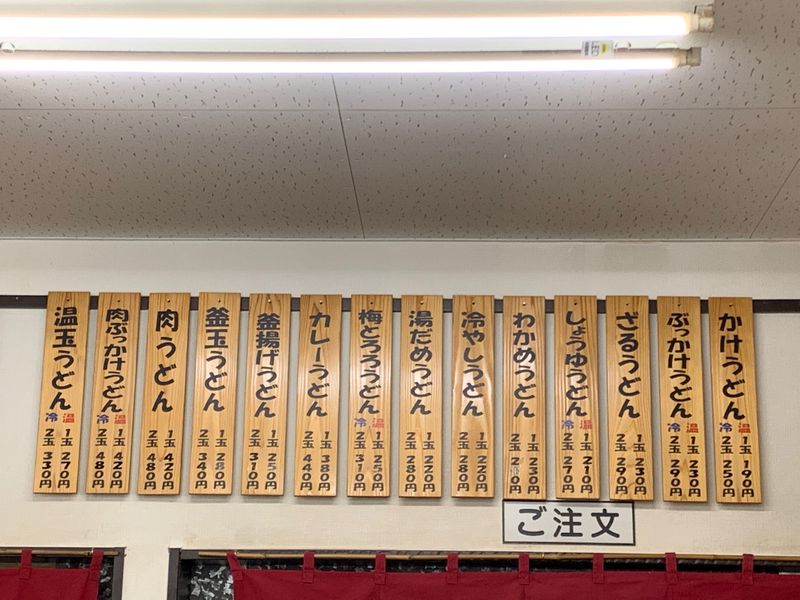 かけうどん
冷 温
1玉 190円
2玉 250円
ぶっかけうどん
冷 温
1玉 230円
2玉 290円
ざるうどん
1玉 230円
2玉 290円
しょうゆうどん
冷 温
1玉 210円
2玉 270円
わかめうどん
1玉 230円
2玉
冷やしうどん
1玉 220円
2玉 280円
湯だめうどん
1玉 220円
2玉 280円
梅とろろうどん
冷 温
1玉 250円
2玉 310円
カレーうどん
1玉 380円
2玉 440円
釜揚げうどん
1玉 250円
2玉 310円
釜玉うどん
1玉 280円
2玉 340円
肉うどん
1玉 420円
2玉 480円
肉ぶっかけうどん
冷 温
1玉 420円
2玉 480円
温玉うどん
冷 温
1玉 270円
2玉 330円
ご注文